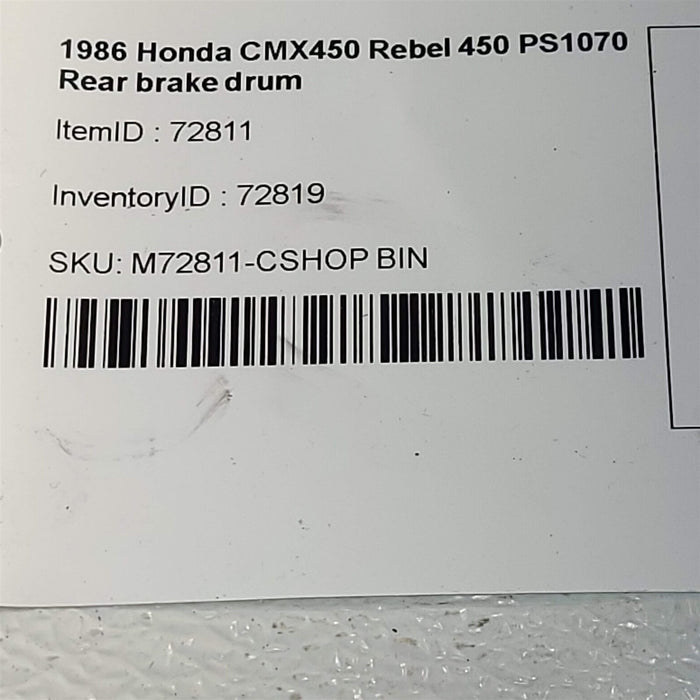 1986 Honda CMX450 Rebel 450 PS1070
Rear brake drum
ItemID : 72811
InventoryID : 72819
SKU: M72811-CSHOP BIN